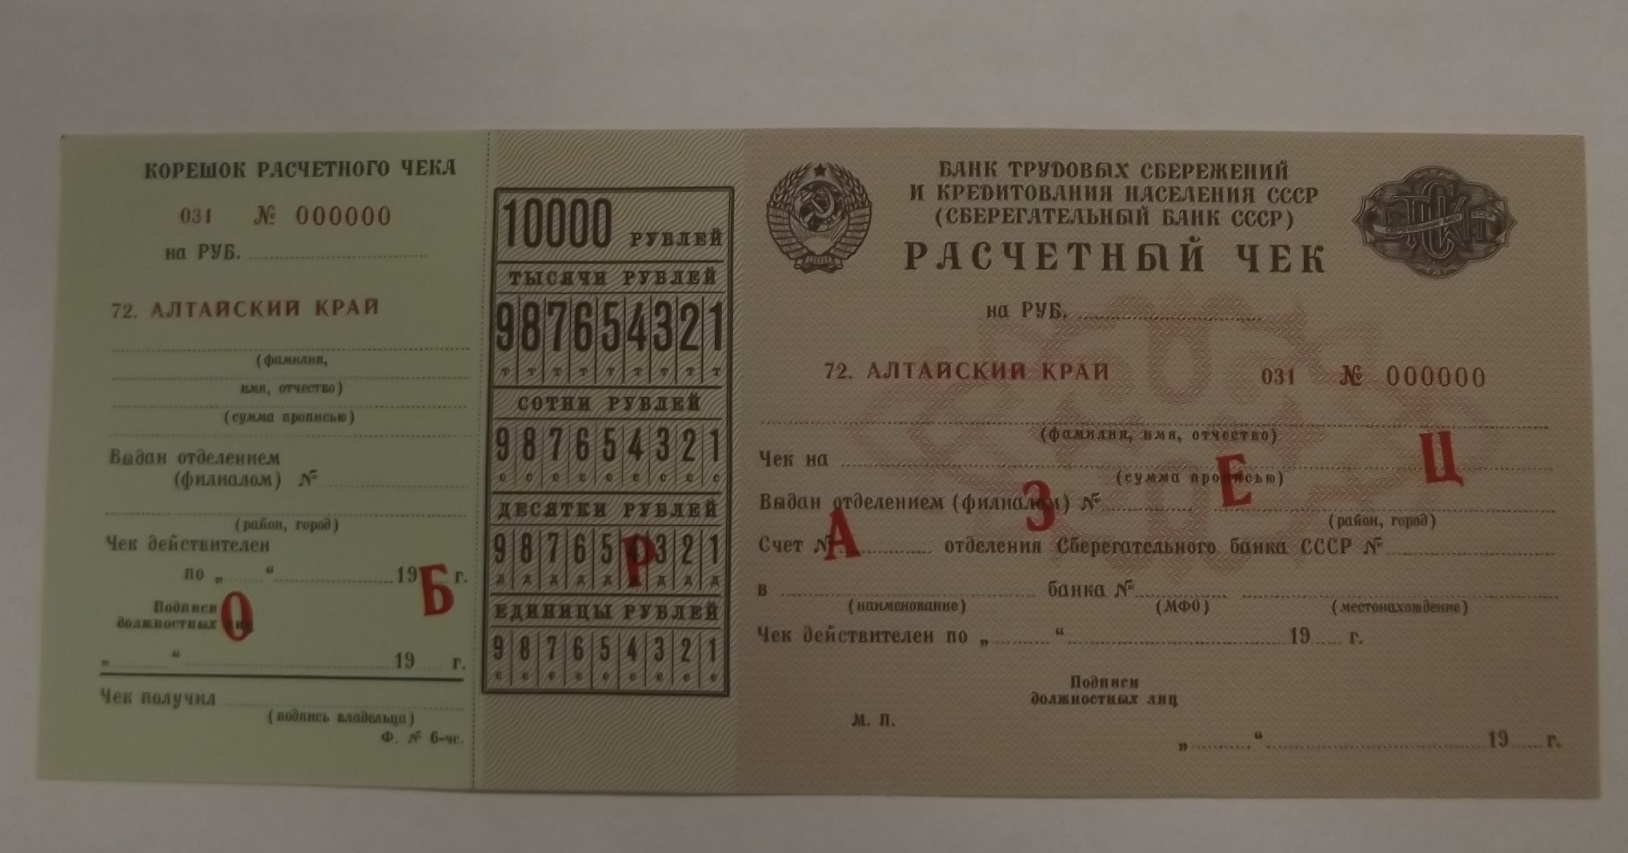 КОРЕШОК РАСЧЕТНОГО ЧЕКА
031 № 000000
на РУБ.
72. АЛТАЙСКИЙ КРАЙ
(фамилия,
имя, отчество)
(сумма прописью)
Выдан отделением
(филиалом) №
(район, город)
Чек действителен
по „ “ 19 г.
Подписи
должностных лиц
„ “ 19 г.
Чек получил
(подпись владельца)
Ф. № 6-чс.
10000 РУБЛЕЙ
ТЫСЯЧИ РУБЛЕЙ
9 8 7 6 5 4 3 2 1
т т т т т т т т т
СОТНИ РУБЛЕЙ
9 8 7 6 5 4 3 2 1
с с с с с с с с с
ДЕСЯТКИ РУБЛЕЙ
9 8 7 6 5 3 2 1
д д д д д д д д
ЕДИНИЦЫ РУБЛЕЙ
9 8 7 6 5 4 3 2 1
е е е е е е е е е
БАНК ТРУДОВЫХ СБЕРЕЖЕНИЙ
И КРЕДИТОВАНИЯ НАСЕЛЕНИЯ СССР
(СБЕРЕГАТЕЛЬНЫЙ БАНК СССР)
РАСЧЕТНЫЙ ЧЕК
на РУБ.
72. АЛТАЙСКИЙ КРАЙ 031 № 000000
(фамилия, имя, отчество)
Чек на
(сумма прописью)
Выдан отделением (филиалом) №
(район, город)
Счет № отделения Сберегательного банка СССР №
в банка №
(наименование) (МФО) (местонахождение)
Чек действителен по „ “ 19 г.
Подписи
должностных лиц
М. П.
„ “ 19 г.
О Б Р А З Е Ц